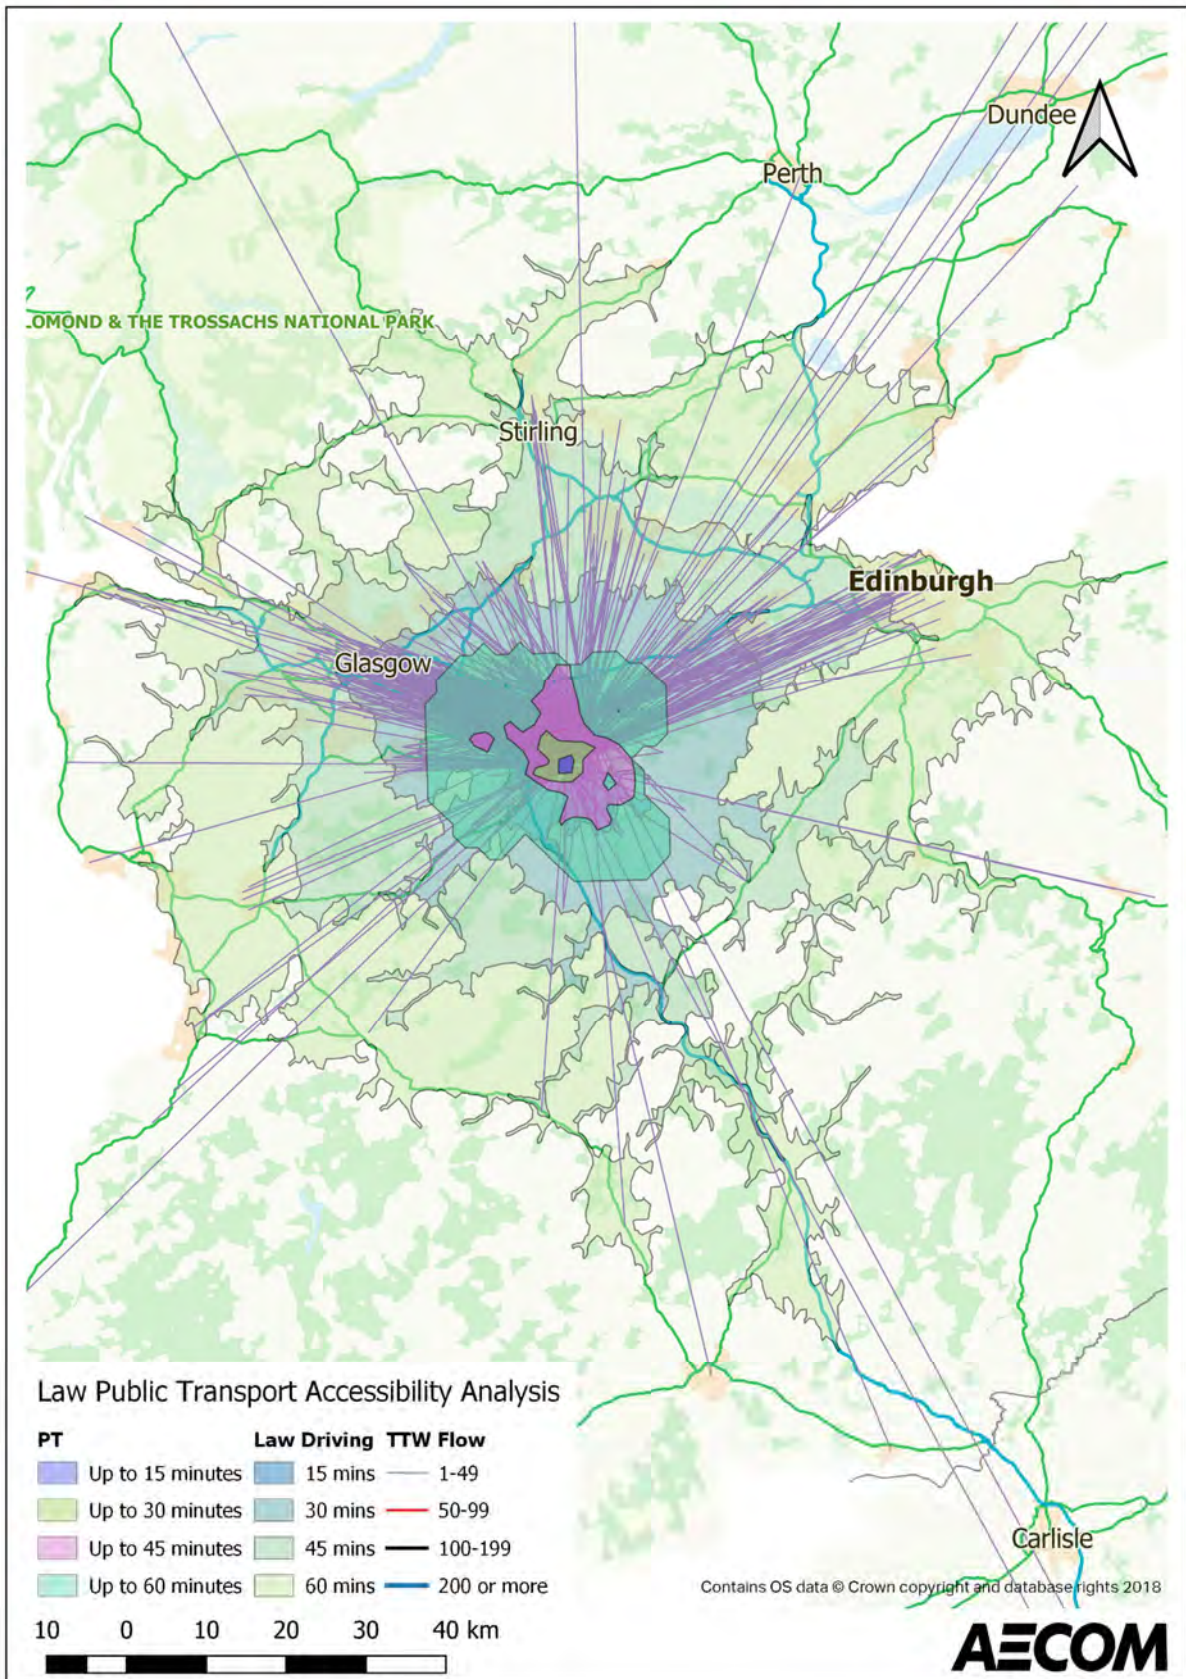 Dundee
Perth
LOMOND & THE TROSSACHS NATIONAL PARK
Stirling
Edinburgh
Glasgow
Law Public Transport Accessibility Analysis
PT Law Driving TTW Flow
Up to 15 minutes 15 mins 1-49
Up to 30 minutes 30 mins 50-99
Up to 45 minutes 45 mins 100-199
Up to 60 minutes 60 mins 200 or more
Carlisle
Contains OS data © Crown copyright and database rights 2018
10 0 10 20 30 40 km
AECOM